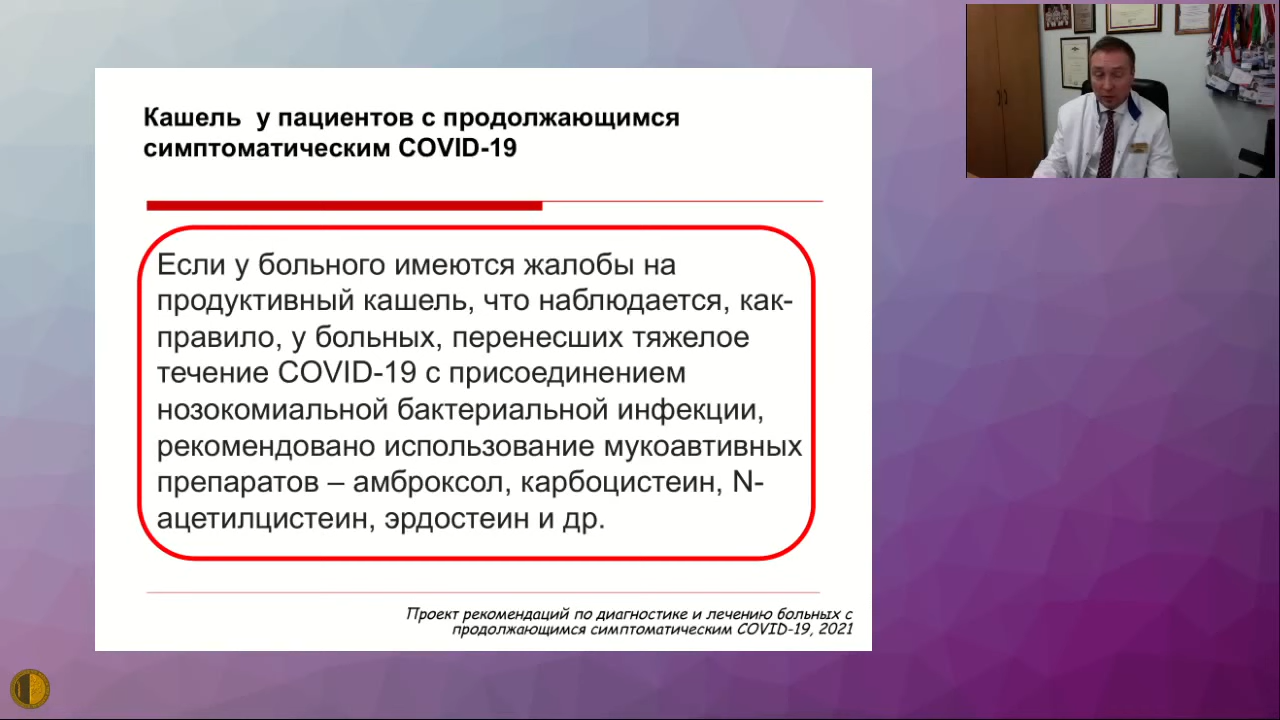 Кашель у пациентов с продолжающимся
симптоматическим COVID-19
Если у больного имеются жалобы на
продуктивный кашель, что наблюдается, как-
правило, у больных, перенесших тяжелое
течение COVID-19 с присоединением
нозокомиальной бактериальной инфекции,
рекомендовано использование мукоавтивных
препаратов – амброксол, карбоцистеин, N-
ацетилцистеин, эрдостеин и др.
Проект рекомендаций по диагностике и лечению больных с
продолжающимся симптоматическим COVID-19, 2021